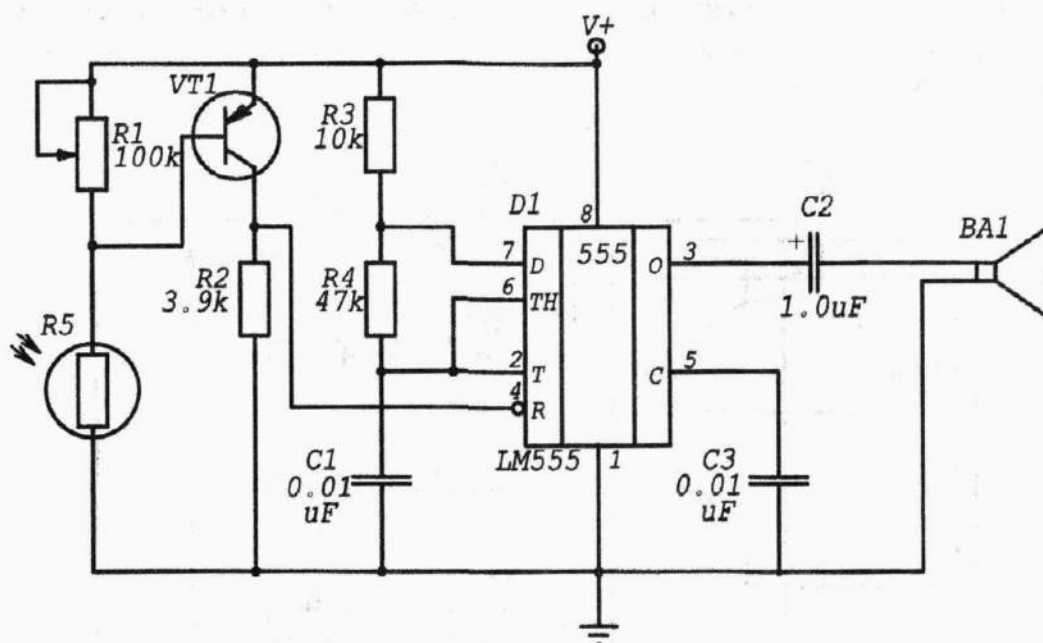 V+
VT1
R1
100k
R3
10k
D1
8
C2
+
1.0uF
BA1
7
D
555
O
3
6
TH
R2
3.9k
R4
47k
R5
2
T
C
5
4
R
LM555
1
C1
0.01
uF
C3
0.01
uF